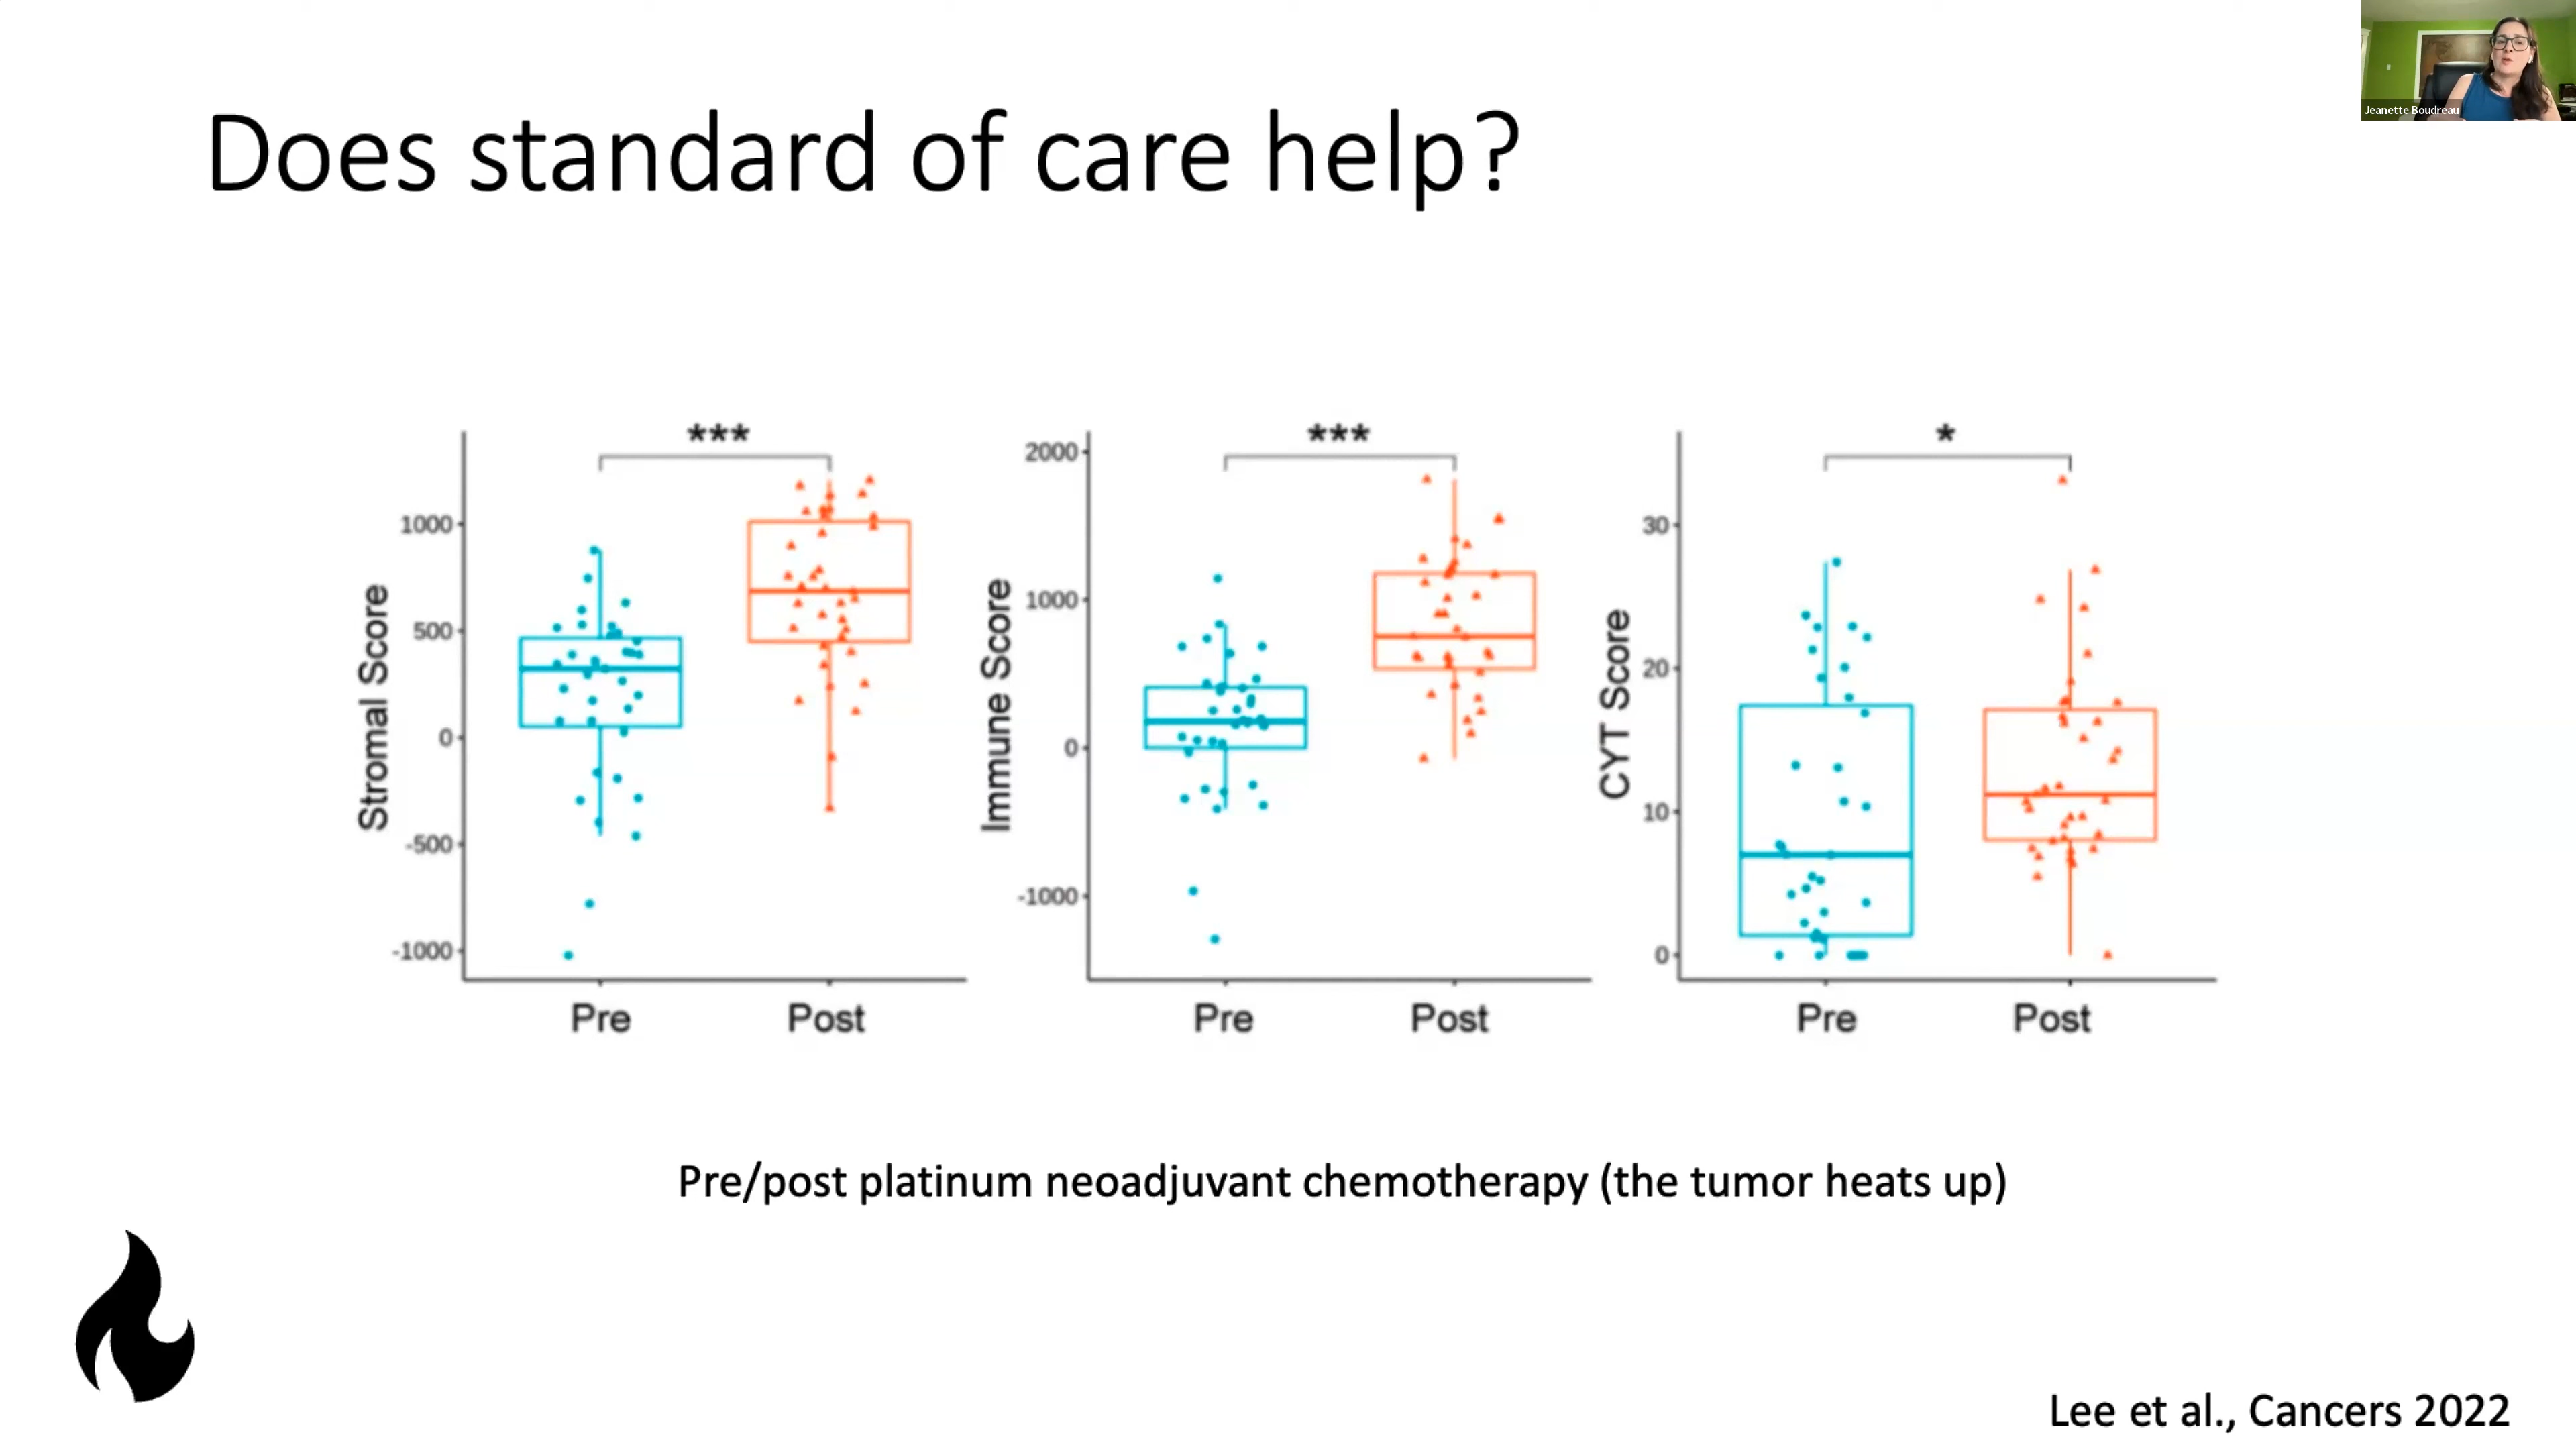 Jeanette Boudreau
Does standard of care help?
***
1000
500
0
-500
-1000
Stromal Score
Pre
Post
***
2000
1000
0
-1000
Immune Score
Pre
Post
*
30
20
10
0
CYT Score
Pre
Post
Pre/post platinum neoadjuvant chemotherapy (the tumor heats up)
Lee et al., Cancers 2022